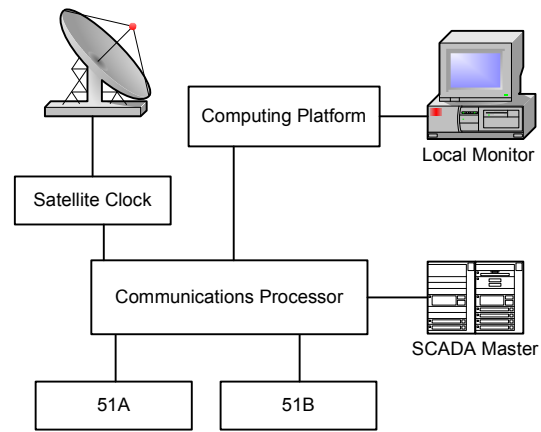 Computing Platform
Local Monitor
Satellite Clock
Communications Processor
SCADA Master
51A
51B